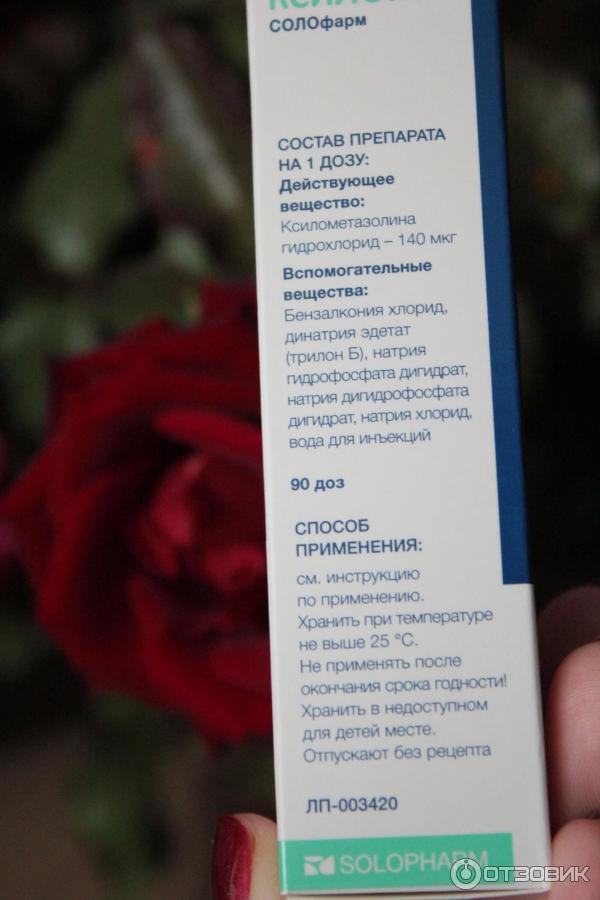 СОЛОфарм
СОСТАВ ПРЕПАРАТА
НА 1 ДОЗУ:
Действующее
вещество:
Ксилометазолина
гидрохлорид – 140 мкг
Вспомогательные
вещества:
Бензалкония хлорид,
динатрия эдетат
(трилон Б), натрия
гидрофосфата дигидрат,
натрия дигидрофосфата
дигидрат, натрия хлорид,
вода для инъекций
90 доз
СПОСОБ
ПРИМЕНЕНИЯ:
см. инструкцию
по применению.
Хранить при температуре
не выше 25 °С.
Не применять после
окончания срока годности!
Хранить в недоступном
для детей месте.
Отпускают без рецепта
ЛП-003420
SOLOPHARM
ОТЗОВИК